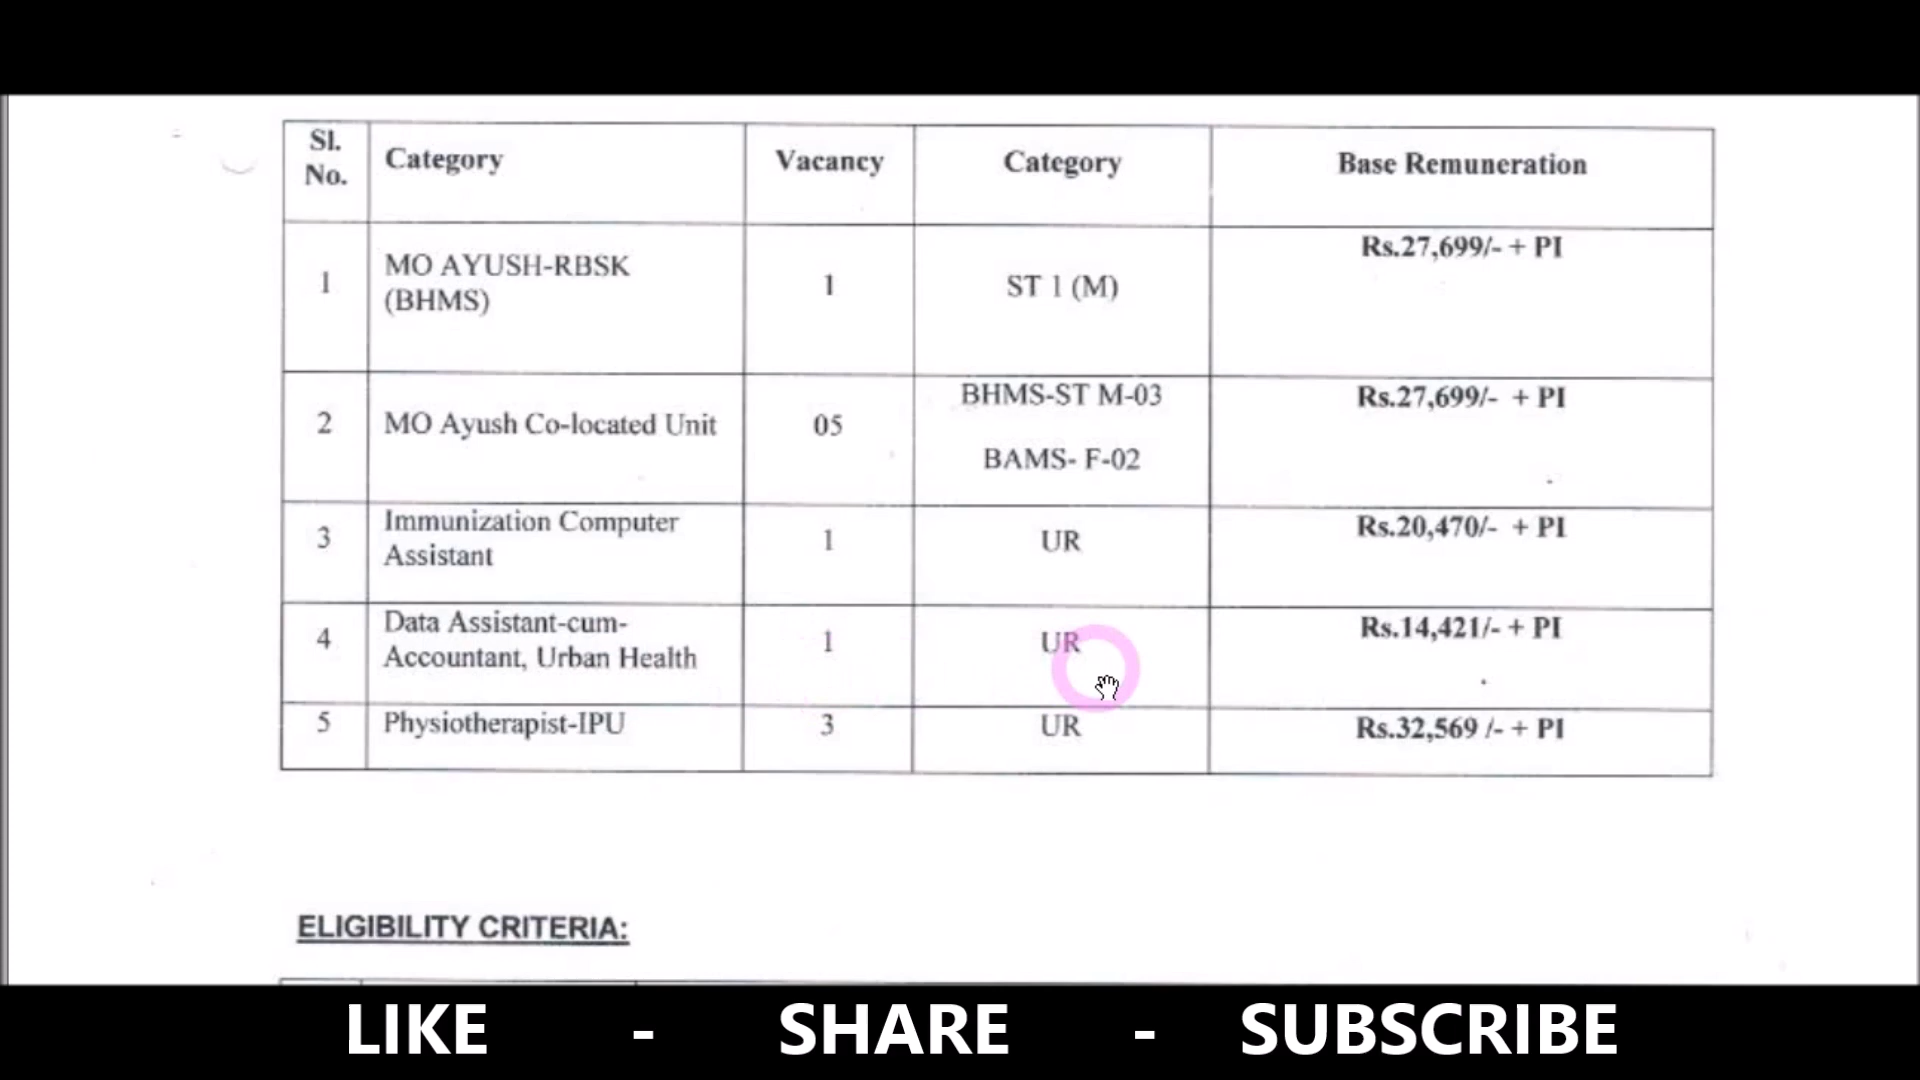 Sl. No. Category Vacancy Category Base Remuneration
1 MO AYUSH-RBSK (BHMS) 1 ST 1 (M) Rs.27,699/- + PI
2 MO Ayush Co-located Unit 05 BHMS-ST M-03 BAMS- F-02 Rs.27,699/- + PI
3 Immunization Computer Assistant 1 UR Rs.20,470/- + PI
4 Data Assistant-cum-Accountant, Urban Health 1 UR Rs.14,421/- + PI
5 Physiotherapist-IPU 3 UR Rs.32,569 /- + PI
ELIGIBILITY CRITERIA:
LIKE - SHARE - SUBSCRIBE